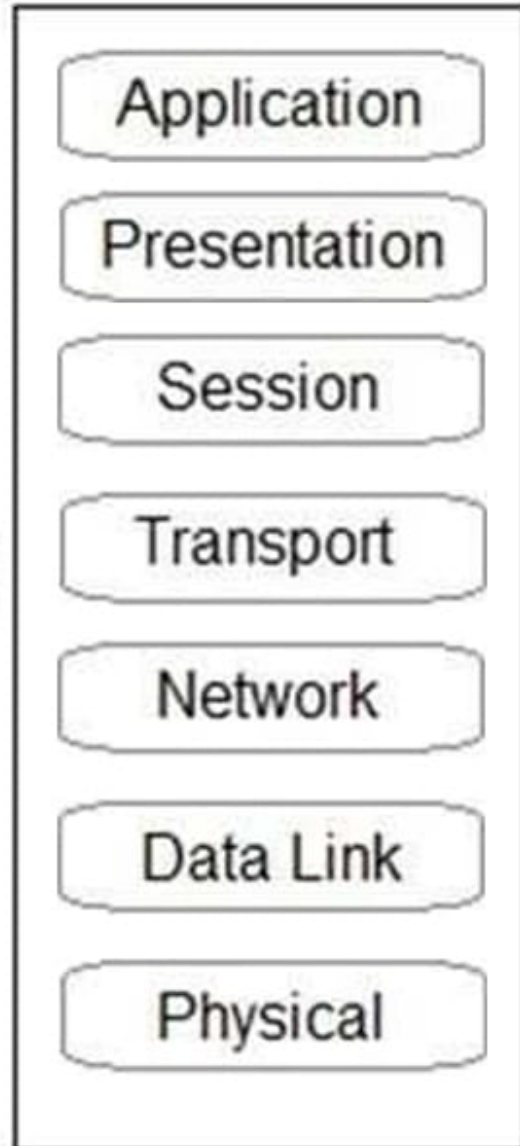 Application
Presentation
Session
Transport
Network
Data Link
Physical